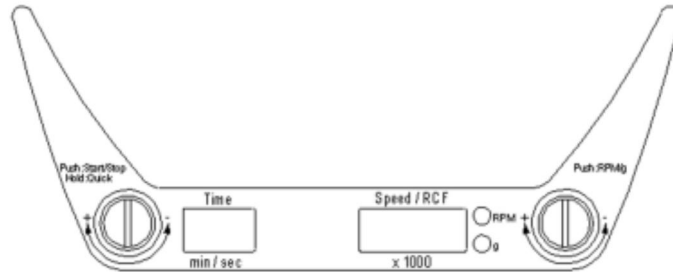 Push:Start/Stop
Hold:Quick
Push:RPM/g
Time
Speed / RCF
+ -
RPM
+ -
g
min / sec
x 1000